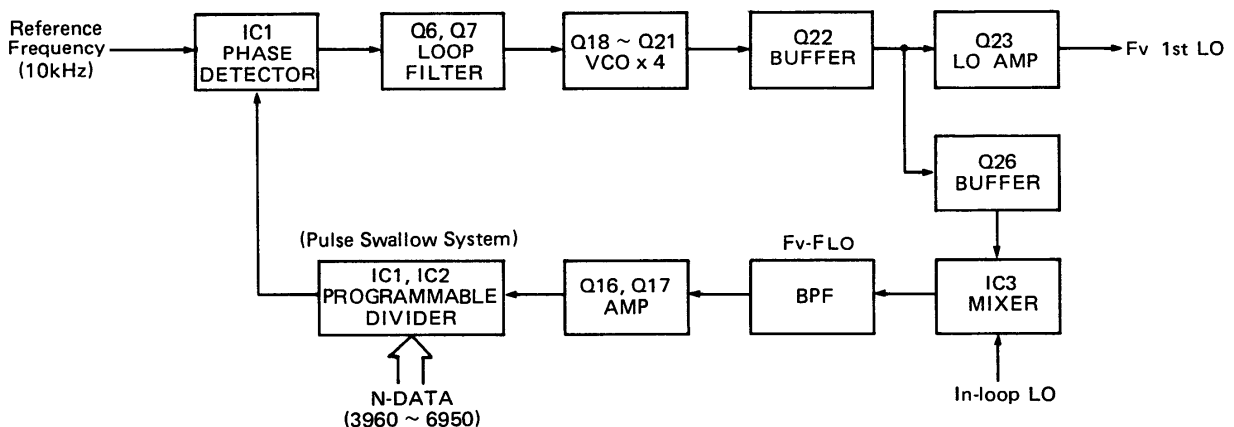 Reference
Frequency
(10kHz)
IC1
PHASE
DETECTOR
Q6, Q7
LOOP
FILTER
Q18 ~ Q21
VCO x 4
Q22
BUFFER
Q23
LO AMP
Fv 1st LO
Q26
BUFFER
(Pulse Swallow System)
IC1, IC2
PROGRAMMABLE
DIVIDER
Q16, Q17
AMP
Fv-FLO
BPF
IC3
MIXER
N-DATA
(3960 ~ 6950)
In-loop LO